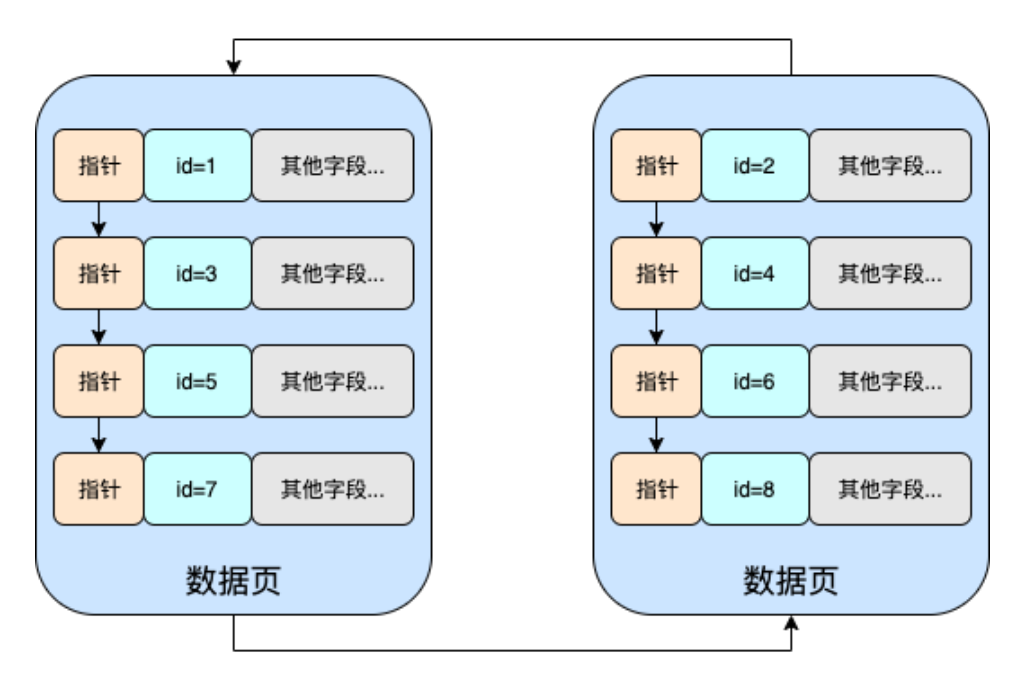 指针 id=1 其他字段...
指针 id=3 其他字段...
指针 id=5 其他字段...
指针 id=7 其他字段...
数据页
指针 id=2 其他字段...
指针 id=4 其他字段...
指针 id=6 其他字段...
指针 id=8 其他字段...
数据页